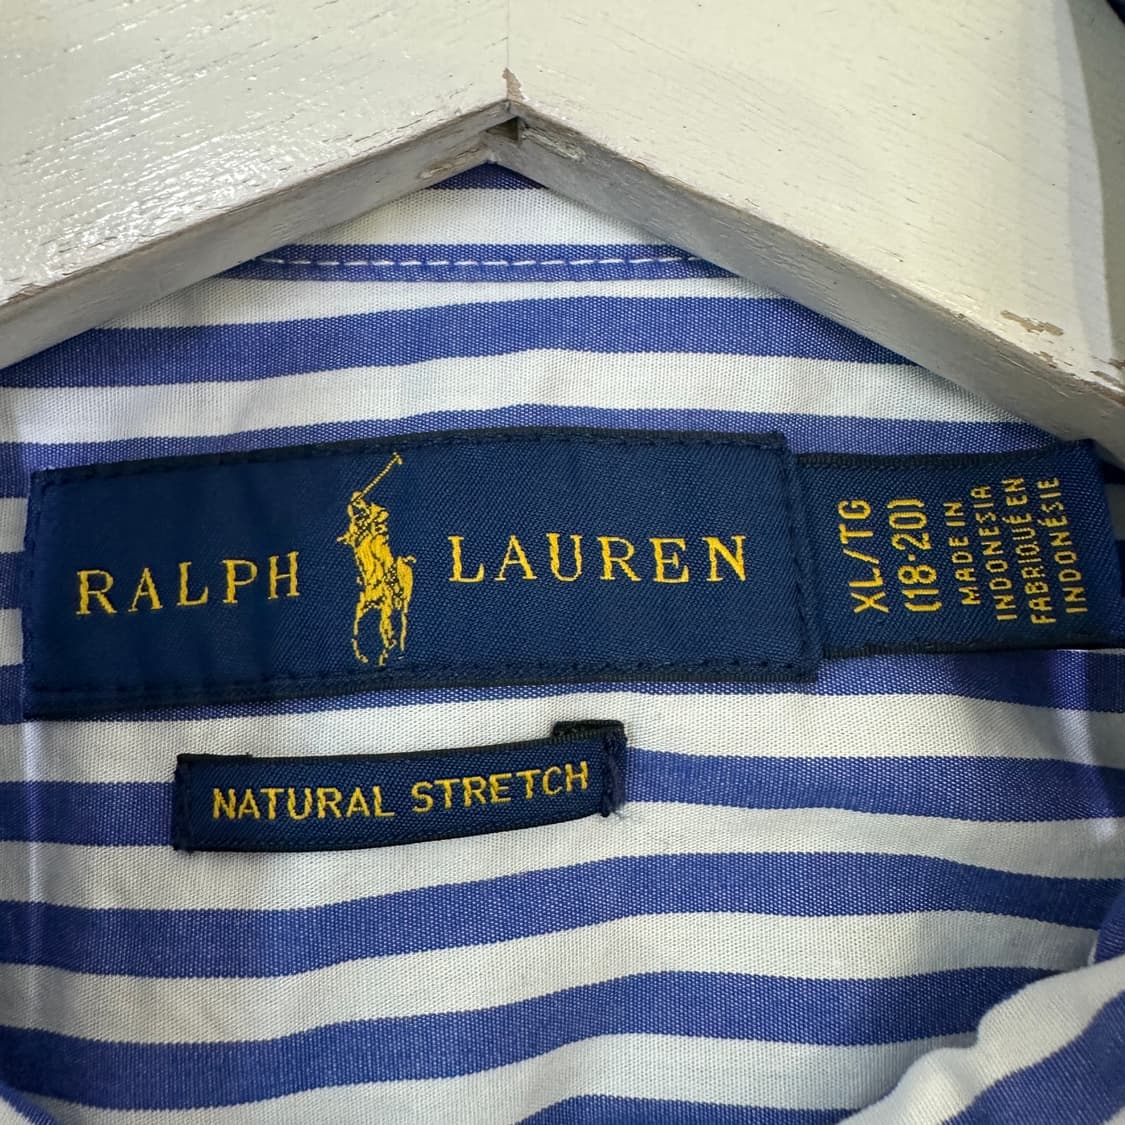 RALPH LAUREN
XL/TG
(18-20)
MADE IN
INDONESIA
FABRIQUÉ EN
INDONÉSIE
NATURAL STRETCH